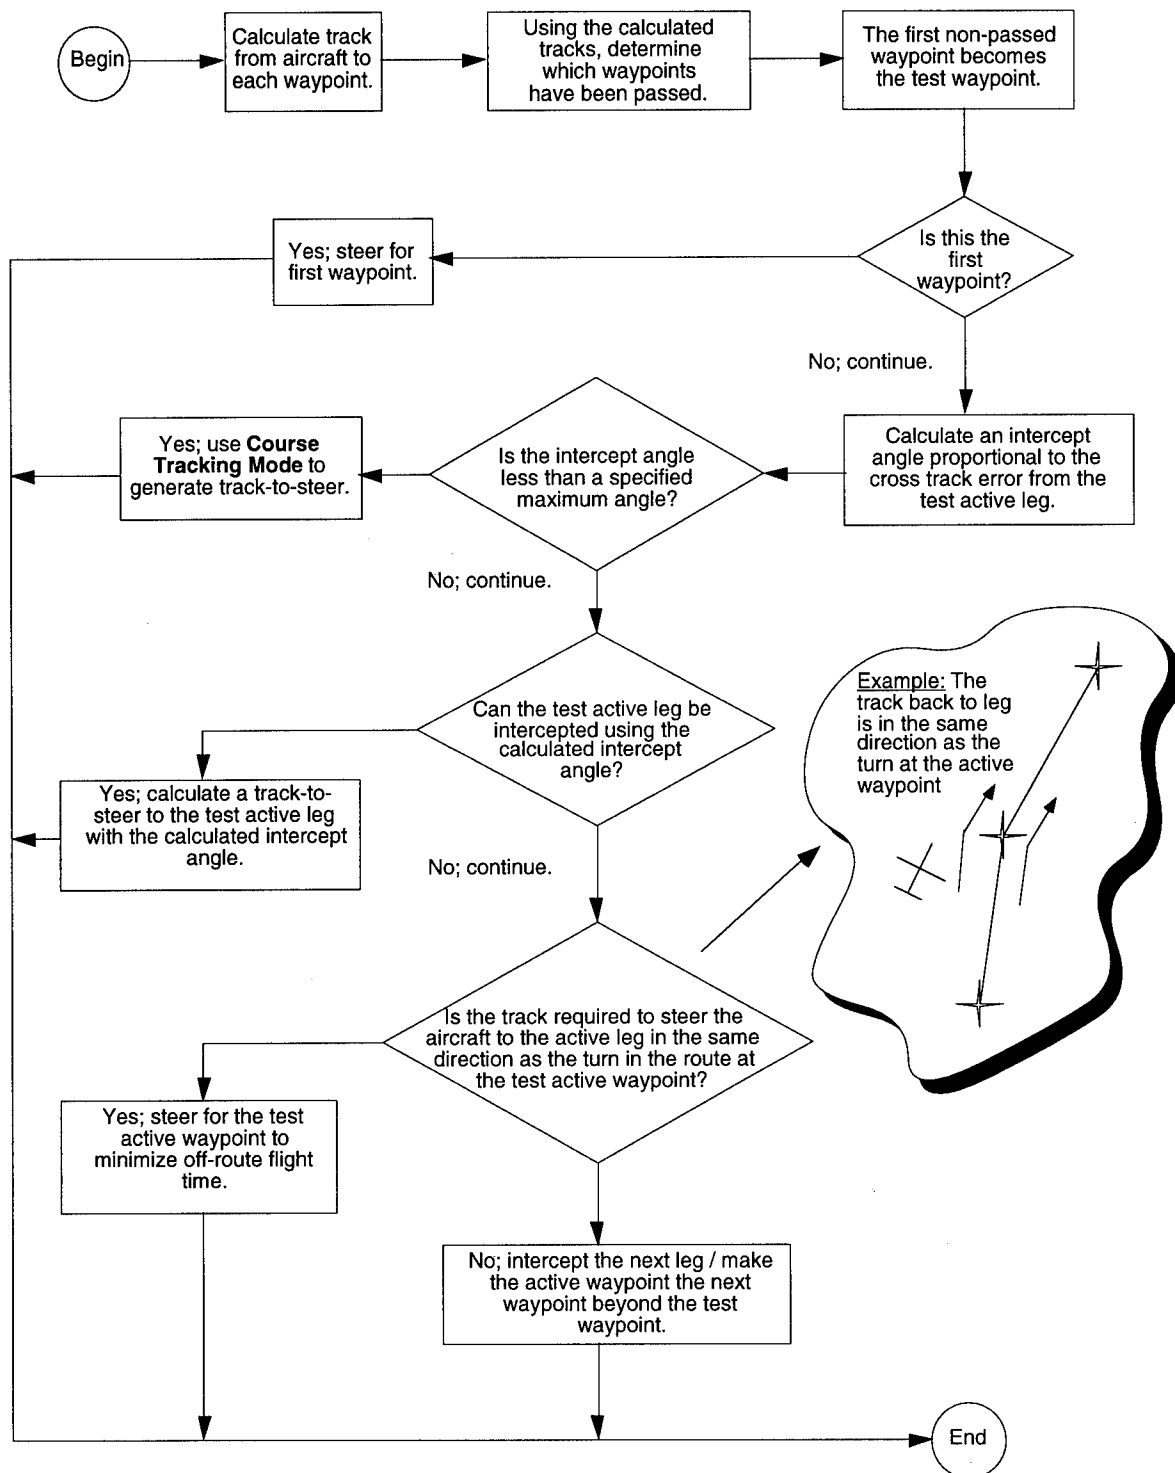 Begin
Calculate track
from aircraft to
each waypoint.
Using the calculated
tracks, determine
which waypoints
have been passed.
The first non-passed
waypoint becomes
the test waypoint.
Is this the
first
waypoint?
Yes; steer for
first waypoint.
No; continue.
Calculate an intercept
angle proportional to the
cross track error from the
test active leg.
Is the intercept angle
less than a specified
maximum angle?
Yes; use Course
Tracking Mode to
generate track-to-steer.
No; continue.
Can the test active leg be
intercepted using the
calculated intercept
angle?
Yes; calculate a track-to-
steer to the test active leg
with the calculated intercept
angle.
No; continue.
Example: The
track back to leg
is in the same
direction as the
turn at the active
waypoint
Is the track required to steer the
aircraft to the active leg in the same
direction as the turn in the route at
the test active waypoint?
Yes; steer for the test
active waypoint to
minimize off-route flight
time.
No; intercept the next leg / make
the active waypoint the next
waypoint beyond the test
waypoint.
End